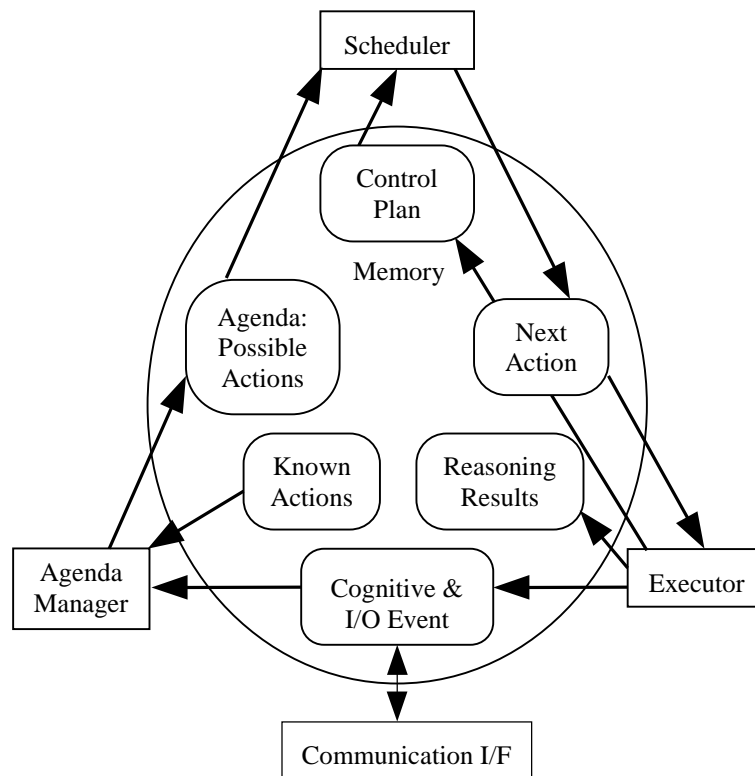 Scheduler
Control
Plan
Memory
Agenda:
Possible
Actions
Next
Action
Known
Actions
Reasoning
Results
Agenda
Manager
Cognitive &
I/O Event
Executor
Communication I/F